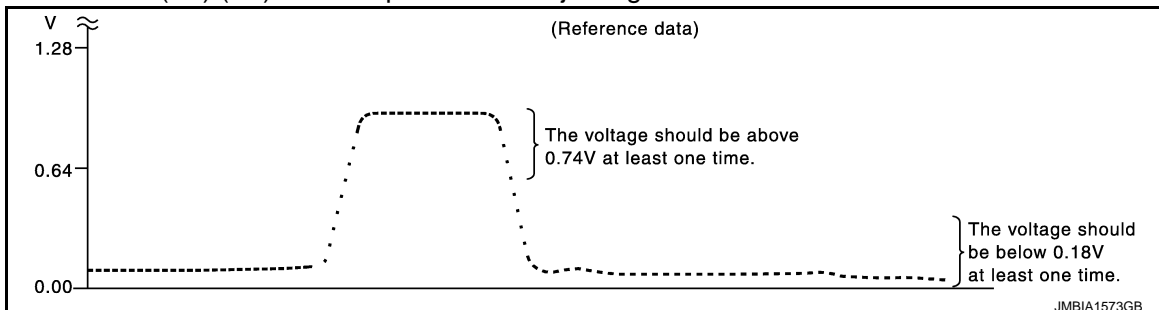 V
(Reference data)
1.28
The voltage should be above
0.74V at least one time.
0.64
The voltage should
be below 0.18V
at least one time.
0.00
JMBIA1573GB